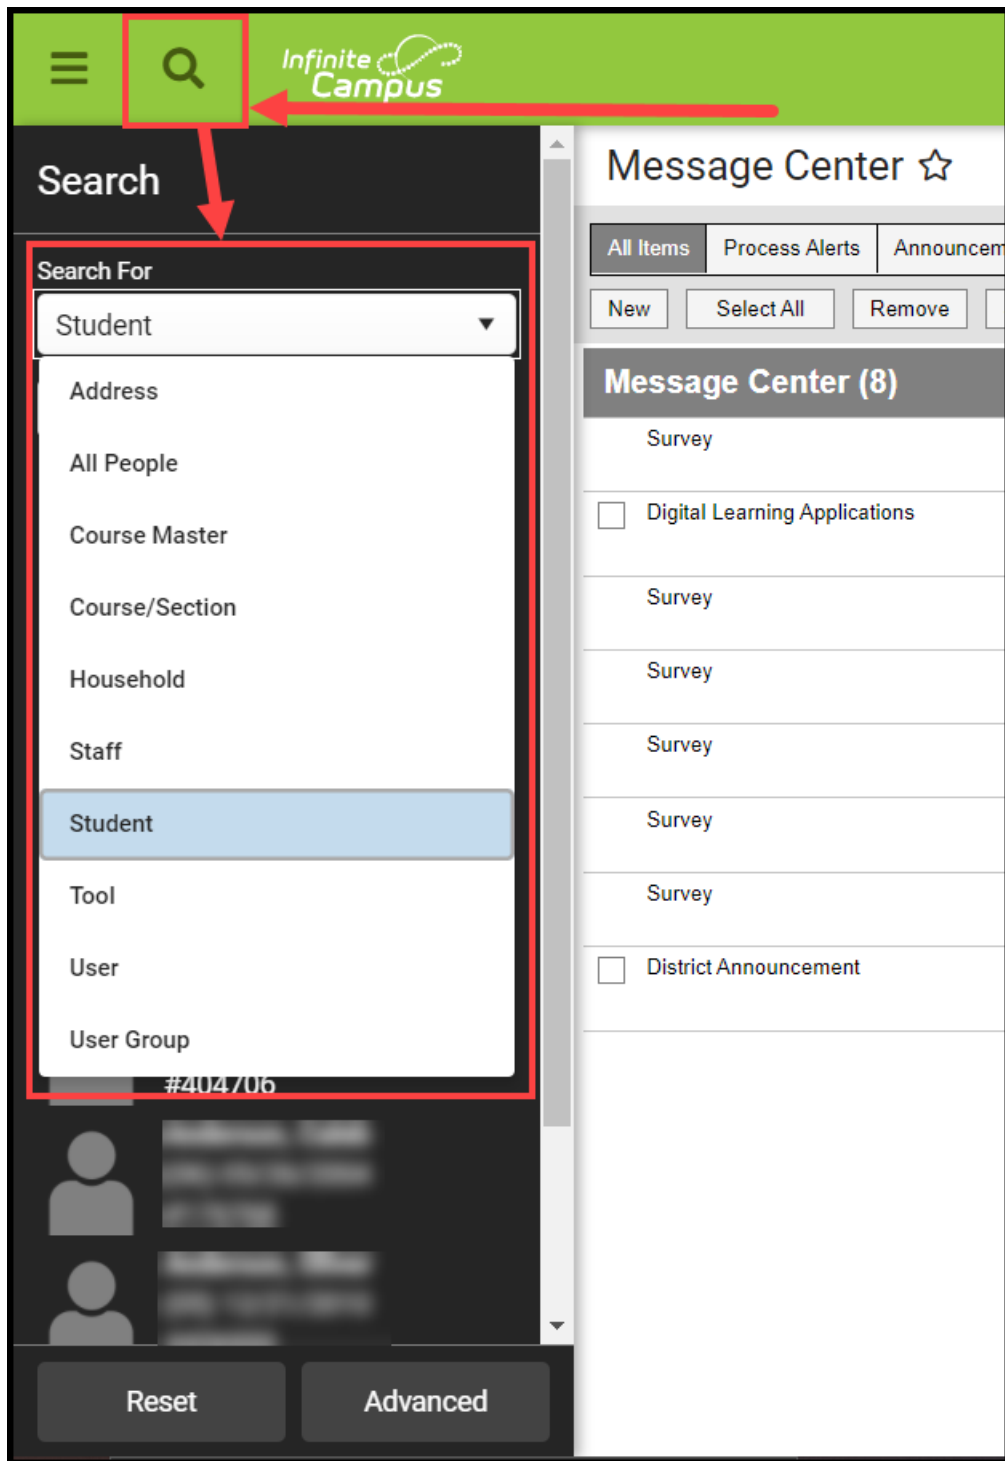 Infinite
Campus
Search
Search For
Student
Address
All People
Course Master
Course/Section
Household
Staff
Student
Tool
User
User Group
#404706
Reset
Advanced
Message Center
All Items
Process Alerts
Announcem
New
Select All
Remove
Message Center (8)
Survey
Digital Learning Applications
Survey
Survey
Survey
Survey
Survey
District Announcement